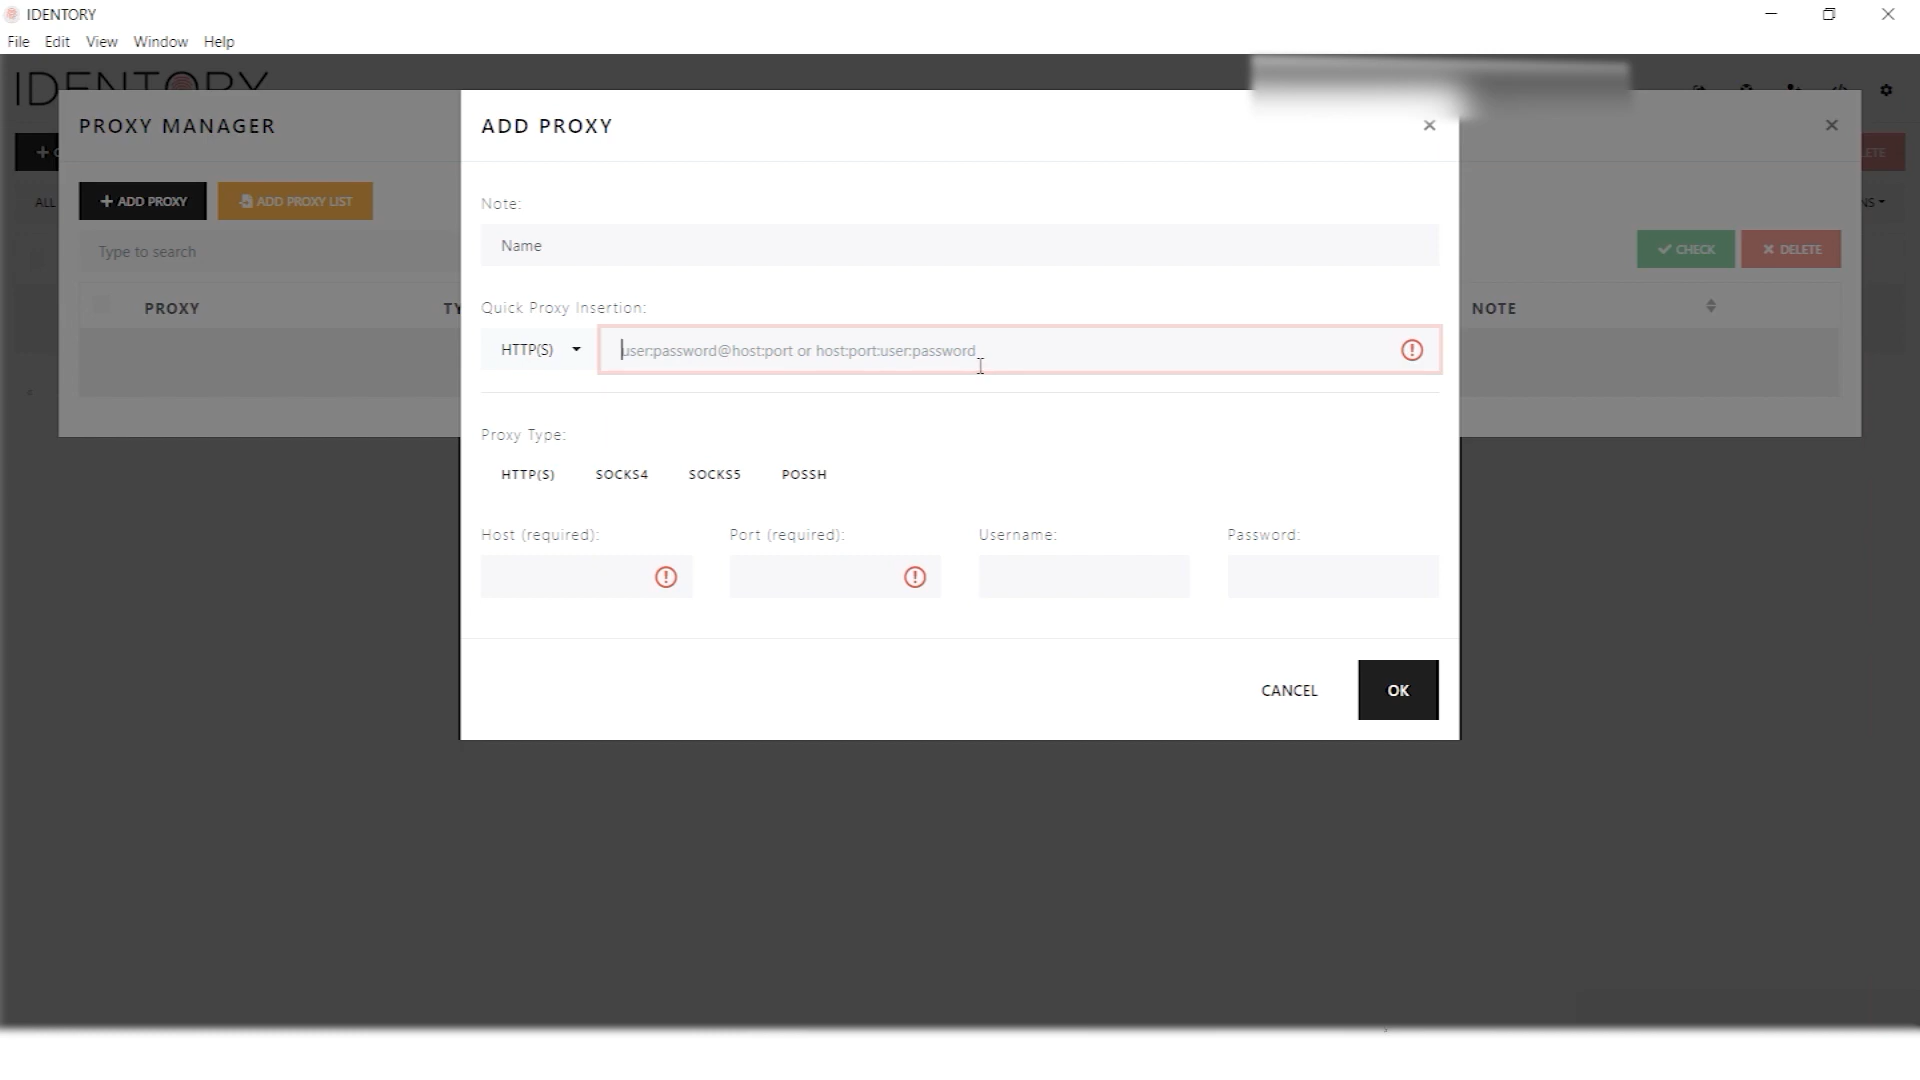 IDENTORY
File Edit View Window Help
IDENTORY
PROXY MANAGER
ADD PROXY
ALL
ADD PROXY
ADD PROXY LIST
Note:
Name
Type to search
CHECK
DELETE
PROXY
Quick Proxy Insertion:
NOTE
HTTP(S)
user:password@host:port or host:port:user:password
Proxy Type:
HTTP(S) SOCKS4 SOCKS5 POSSH
Host (required): Port (required): Username: Password:
CANCEL OK